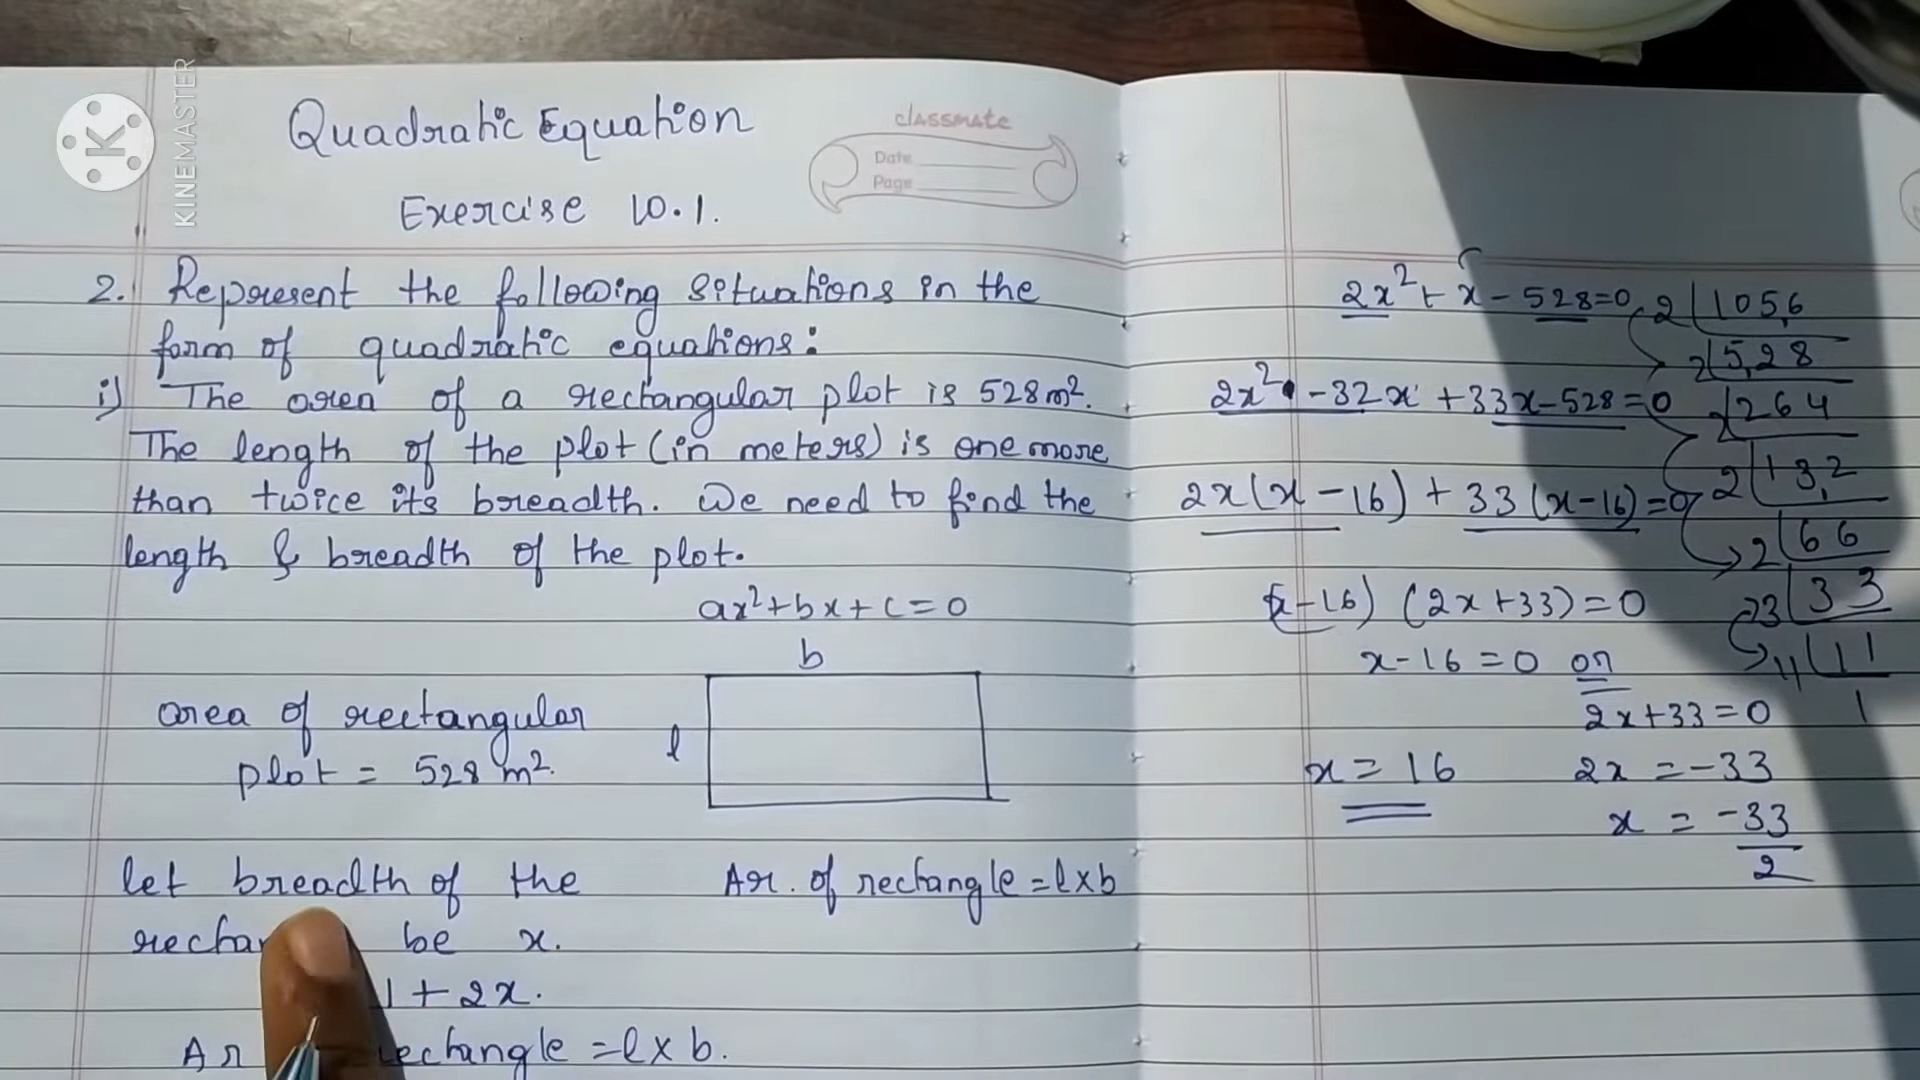 KINEMASTER
Quadratic Equation
classmate
Date
Page
Exercise 10.1.
2. Represent the following situations in the
form of quadratic equations:
i) The area of a rectangular plot is 528m².
The length of the plot (in meters) is one more
than twice its breadth. We need to find the
length & breadth of the plot.
ax²+bx+c=0
b
l
area of rectangular
plot = 528 m².
let breadth of the
be x.
Ar. of rectangle = l×b
1+2x.
Ar
= l×b.
2x²+x-528=0
2x² -32x +33x-528=0
2x(x-16) + 33(x-16)=0
(x-16) (2x+33)=0
x-16=0 or
2x+33=0
x=16
2x = -33
x = -33
2
2 1056
2 528
2 264
2 132
2 66
3 33
11 11
1